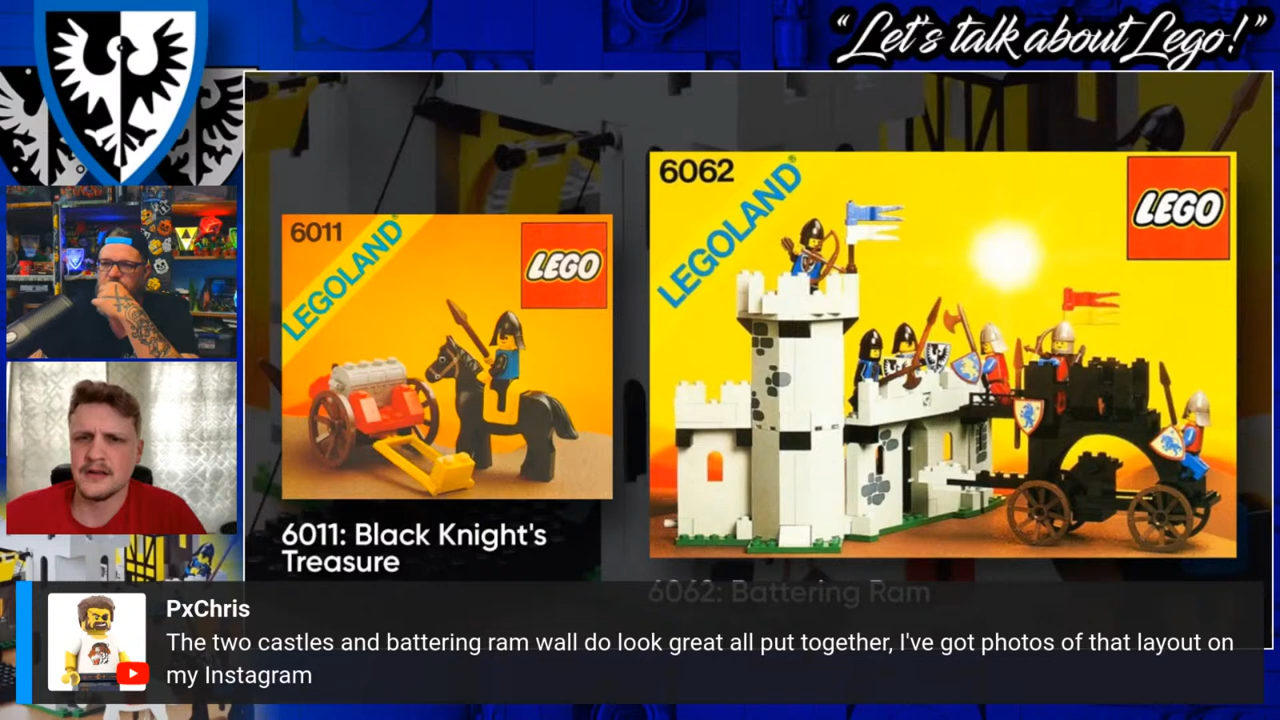 “Let's talk about Lego!”
6011
LEGOLAND®
LEGO
6011: Black Knight's
Treasure
6062
LEGOLAND®
LEGO
6062: Battering Ram
PxChris
The two castles and battering ram wall do look great all put together, I've got photos of that layout on
my Instagram